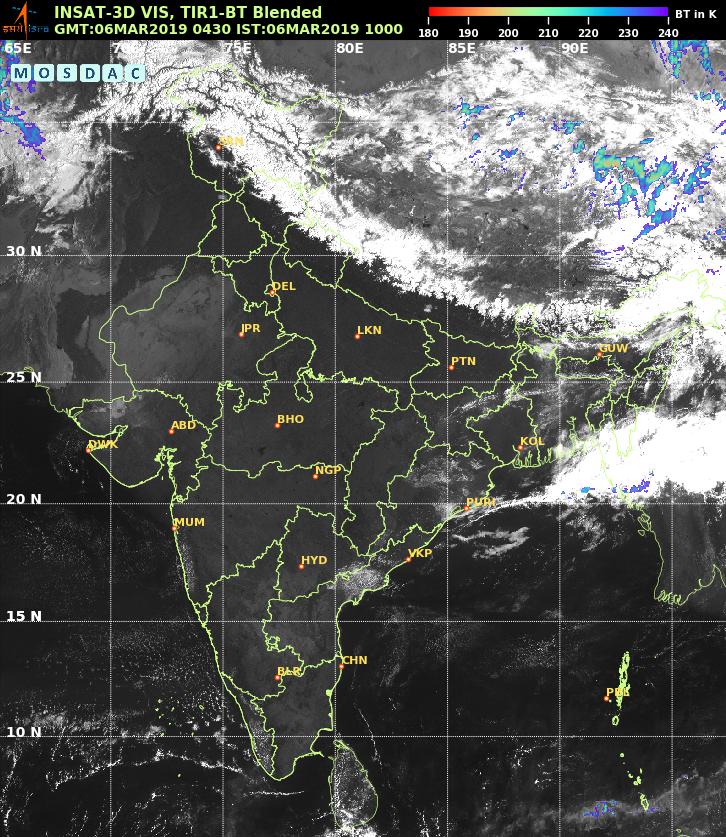 INSAT-3D VIS, TIR1-BT Blended
GMT:06MAR2019 0430 IST:06MAR2019 1000
BT in K
180 190 200 210 220 230 240
65E 75E 80E 85E 90E
MOSDAC
SRN
30 N
DEL
JPR LKN
GUW
PTN
25 N
ABD BHO
DWK KOL
NGP
20 N PURI
MUM
HYD VKP
15 N
CHN
BLR
PBL
10 N